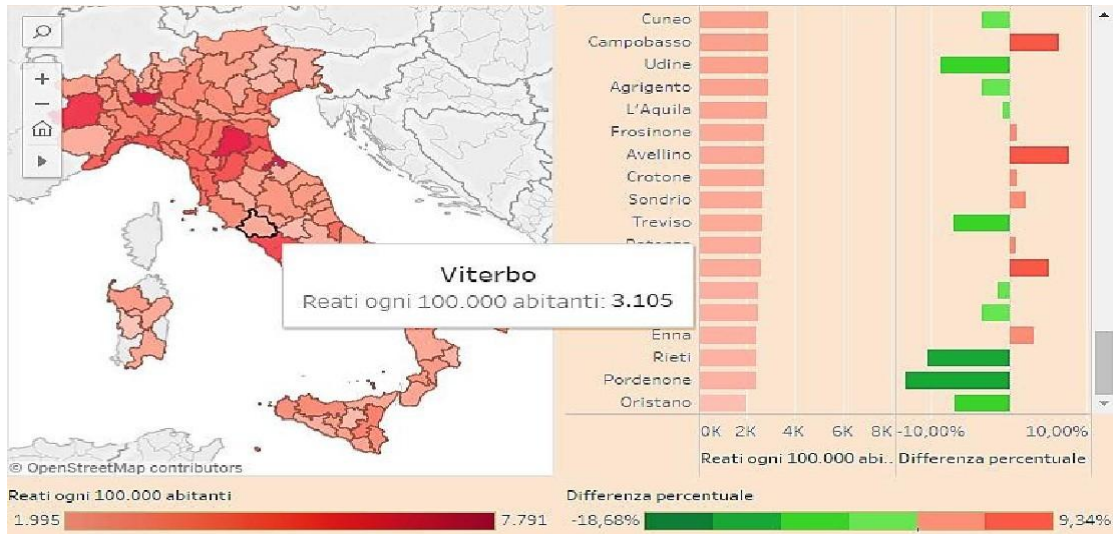 Cuneo
Campobasso
Udine
Agrigento
L'Aquila
Frosinone
Avellino
Crotone
Sondrio
Treviso
Viterbo
Reati ogni 100.000 abitanti: 3.105
Enna
Rieti
Pordenone
Oristano
0K 2K 4K 6K 8K -10,00% 10,00%
Reati ogni 100.000 abi.. Differenza percentuale
© OpenStreetMap contributors
Reati ogni 100.000 abitanti
1.995 7.791
Differenza percentuale
-18,68% 9,34%